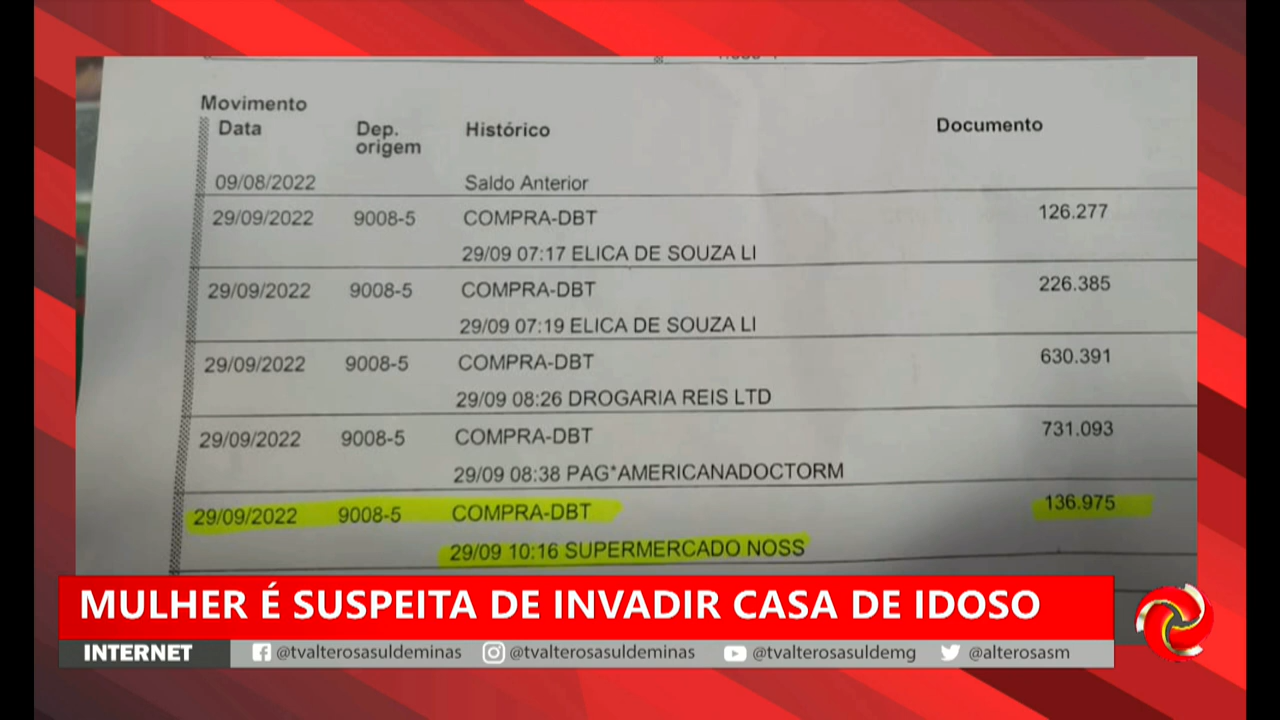 Movimento
Data Dep. origem Histórico Documento
09/08/2022 Saldo Anterior
29/09/2022 9008-5 COMPRA-DBT 126.277
29/09 07:17 ELICA DE SOUZA LI
29/09/2022 9008-5 COMPRA-DBT 226.385
29/09 07:19 ELICA DE SOUZA LI
29/09/2022 9008-5 COMPRA-DBT 630.391
29/09 08:26 DROGARIA REIS LTD
29/09/2022 9008-5 COMPRA-DBT 731.093
29/09 08:38 PAG*AMERICANADOCTORM
29/09/2022 9008-5 COMPRA-DBT 136.975
29/09 10:16 SUPERMERCADO NOSS
MULHER É SUSPEITA DE INVADIR CASA DE IDOSO
INTERNET @tvalterosasuldeminas @tvalterosasuldeminas @tvalterosasuldemg @alterosasm